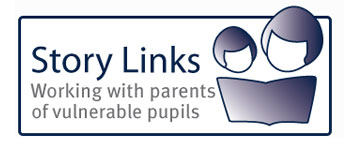 Story Links
Working with parents
of vulnerable pupils